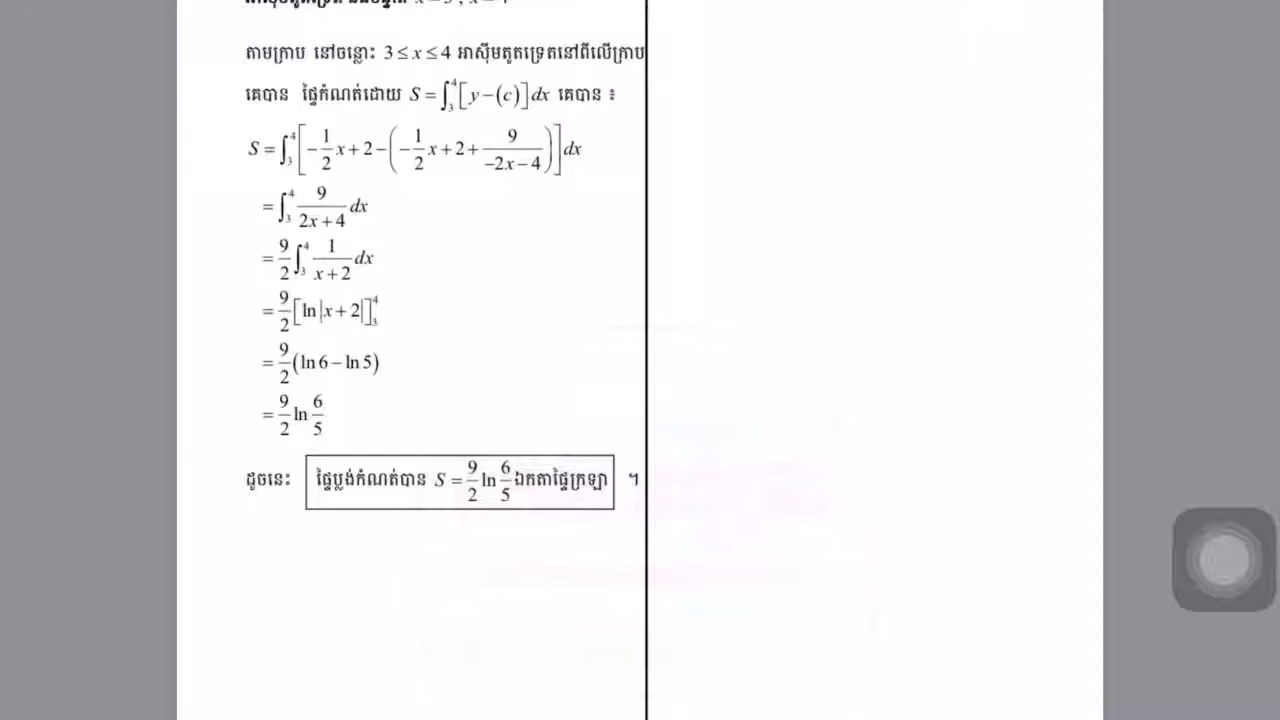 x = 3 ; x = 4
តាមក្រាប នៅចន្លោះ 3 ≤ x ≤ 4 អាស៊ីមតូតទ្រេតនៅពីលើក្រាប
គេបាន ផ្ទៃកំណត់ដោយ S = ∫₃⁴ [y − (c)] dx គេបាន ៖
S = ∫₃⁴ [−1/2 x + 2 − (−1/2 x + 2 + 9/(−2x − 4))] dx
= ∫₃⁴ 9/(2x + 4) dx
= 9/2 ∫₃⁴ 1/(x + 2) dx
= 9/2 [ln|x + 2|]₃⁴
= 9/2 (ln 6 − ln 5)
= 9/2 ln 6/5
ដូចនេះ ផ្ទៃប្លង់កំណត់បាន S = 9/2 ln 6/5 ឯកតាផ្ទៃក្រឡា ។